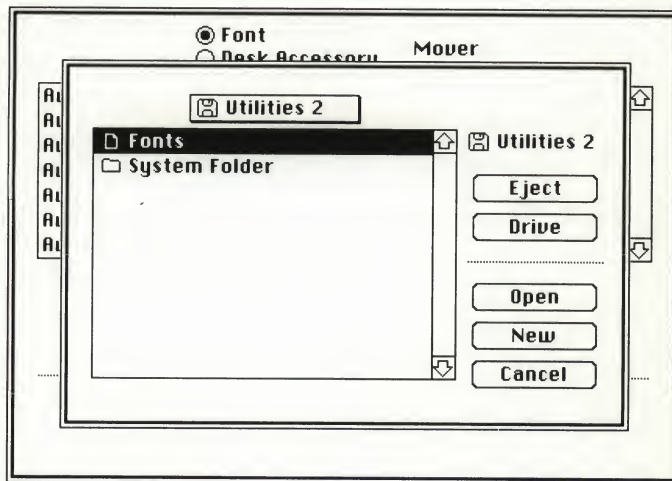 Font
Desk Accessory
Mover
Utilities 2
Fonts
System Folder
Utilities 2
Eject
Drive
Open
New
Cancel